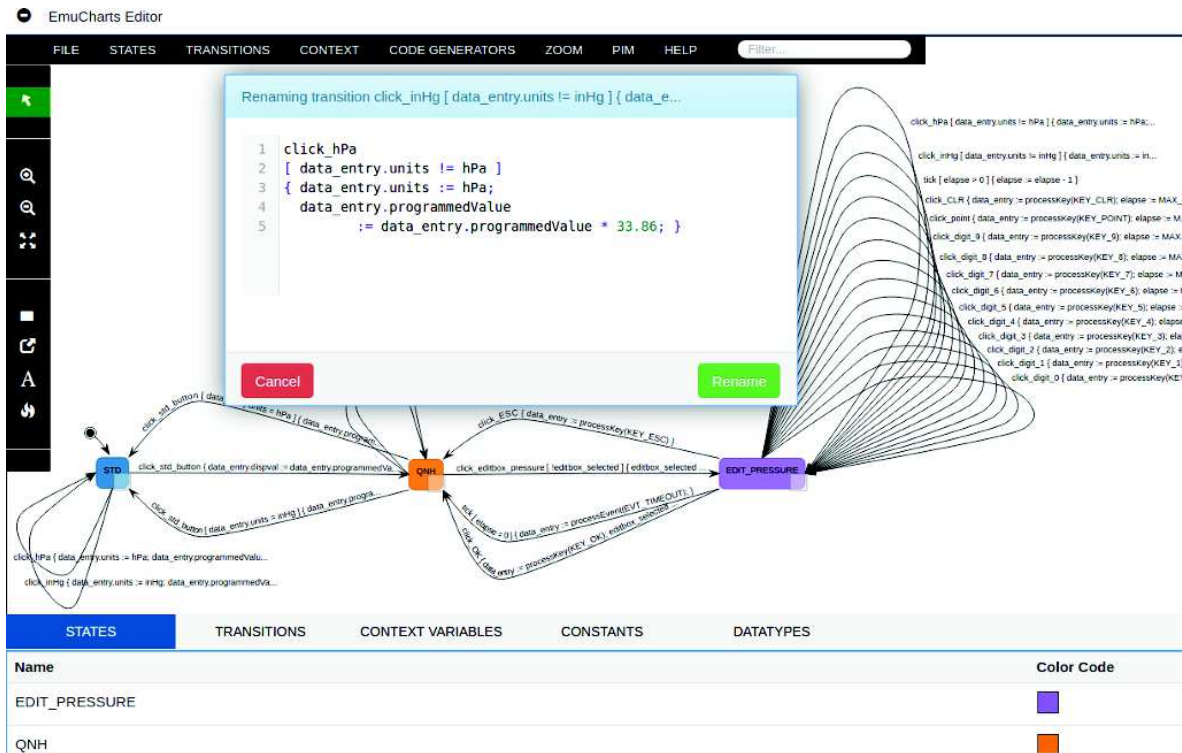 EmuCharts Editor
FILE STATES TRANSITIONS CONTEXT CODE GENERATORS ZOOM PIM HELP Filter...
Renaming transition click_inHg [ data_entry.units != inHg ] { data_e...
1 click_hPa
2 [ data_entry.units != hPa ]
3 { data_entry.units := hPa;
4 data_entry.programmedValue
5 := data_entry.programmedValue * 33.86; }
Cancel Rename
click_hPa [ data_entry.units != hPa ] { data_entry.units := hPa;...
click_inHg [ data_entry.units != inHg ] { data_entry.units := in...
tick [ elapse > 0 ] { elapse := elapse - 1 }
click_CLR { data_entry := processKey(KEY_CLR); elapse := MAX_
click_point { data_entry := processKey(KEY_POINT); elapse := M
click_digit_9 { data_entry := processKey(KEY_9); elapse := MAX
click_digit_8 { data_entry := processKey(KEY_8); elapse := MA
click_digit_7 { data_entry := processKey(KEY_7); elapse := M
click_digit_6 { data_entry := processKey(KEY_6); elapse :=
click_digit_5 { data_entry := processKey(KEY_5); elapse :=
click_digit_4 { data_entry := processKey(KEY_4); elapse
click_digit_3 { data_entry := processKey(KEY_3); ela
click_digit_2 { data_entry := processKey(KEY_2); e
click_digit_1 { data_entry := processKey(KEY_1)
click_digit_0 { data_entry := processKey(KEY
A
click_std_button [ data_entry.units = hPa ] { data_entry.program...
click_ESC { data_entry := processKey(KEY_ESC) }
STD click_std_button { data_entry.dispval := data_entry.programmedVa... QNH click_editbox_pressure [ !editbox_selected ] { editbox_selected ... EDIT_PRESSURE
click_std_button [ data_entry.units = inHg ] { data_entry.progra...
tick [ elapse = 0 ] { data_entry := processEvent(EVT_TIMEOUT); }
click_OK { data_entry := processKey(KEY_OK); editbox_selected ...
click_hPa { data_entry.units := hPa; data_entry.programmedValu...
click_inHg { data_entry.units := inHg; data_entry.programmedVa...
STATES TRANSITIONS CONTEXT VARIABLES CONSTANTS DATATYPES
Name Color Code
EDIT_PRESSURE
QNH